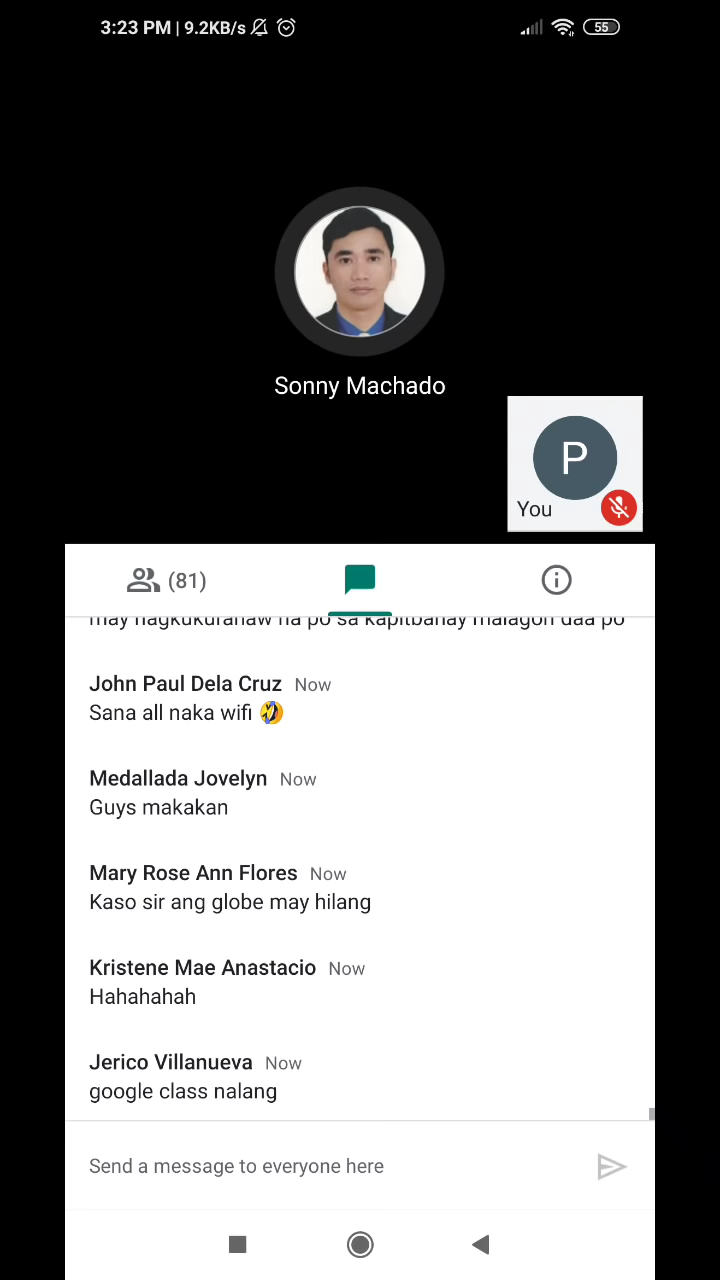 3:23 PM | 9.2KB/s
55
Sonny Machado
P
You
(81)
may nagkukuranaw na po sa kapitbahay malagon daa po
John Paul Dela Cruz Now
Sana all naka wifi 🤣
Medallada Jovelyn Now
Guys makakan
Mary Rose Ann Flores Now
Kaso sir ang globe may hilang
Kristene Mae Anastacio Now
Hahahahah
Jerico Villanueva Now
google class nalang
Send a message to everyone here